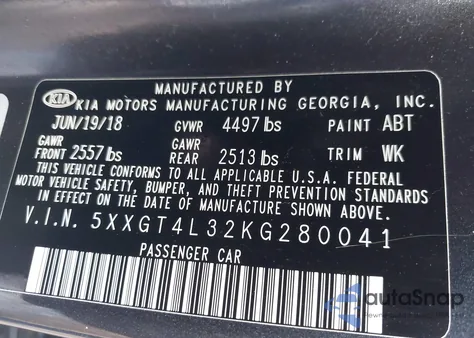 MANUFACTURED BY
KIA KIA MOTORS MANUFACTURING GEORGIA, INC.
JUN/19/18 GVWR 4497 lbs PAINT ABT
GAWR FRONT 2557 lbs GAWR REAR 2513 lbs TRIM WK
THIS VEHICLE CONFORMS TO ALL APPLICABLE U.S.A. FEDERAL
MOTOR VEHICLE SAFETY, BUMPER, AND THEFT PREVENTION STANDARDS
IN EFFECT ON THE DATE OF MANUFACTURE SHOWN ABOVE.
V.I.N. 5XXGT4L32KG280041
PASSENGER CAR
autoSnap